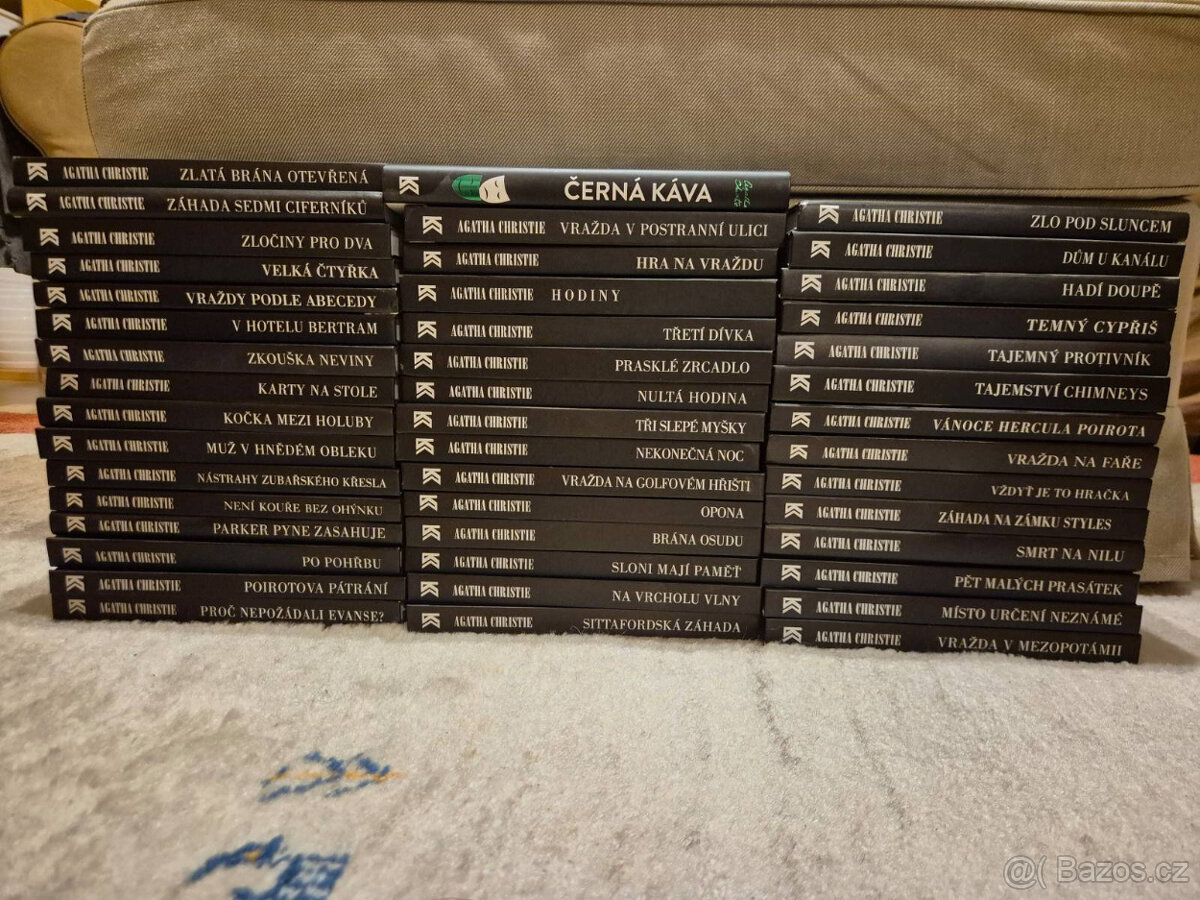 AGATHA CHRISTIE ZLATÁ BRÁNA OTEVŘENÁ
AGATHA CHRISTIE ZÁHADA SEDMI CIFERNÍKŮ
AGATHA CHRISTIE ZLOČINY PRO DVA
AGATHA CHRISTIE VELKÁ ČTYŘKA
AGATHA CHRISTIE VRAŽDY PODLE ABECEDY
AGATHA CHRISTIE V HOTELU BERTRAM
AGATHA CHRISTIE ZKOUŠKA NEVINY
AGATHA CHRISTIE KARTY NA STOLE
AGATHA CHRISTIE KOČKA MEZI HOLUBY
AGATHA CHRISTIE MUŽ V HNĚDÉM OBLEKU
AGATHA CHRISTIE NÁSTRAHY ZUBAŘSKÉHO KŘESLA
AGATHA CHRISTIE NENÍ KOUŘE BEZ OHÝNKU
AGATHA CHRISTIE PARKER PYNE ZASAHUJE
AGATHA CHRISTIE PO POHŘBU
AGATHA CHRISTIE POIROTOVA PÁTRÁNÍ
AGATHA CHRISTIE PROČ NEPOŽÁDALI EVANSE?
ČERNÁ KÁVA
AGATHA CHRISTIE VRAŽDA V POSTRANNÍ ULICI
AGATHA CHRISTIE HRA NA VRAŽDU
AGATHA CHRISTIE HODINY
AGATHA CHRISTIE TŘETÍ DÍVKA
AGATHA CHRISTIE PRASKLÉ ZRCADLO
AGATHA CHRISTIE NULTÁ HODINA
AGATHA CHRISTIE TŘI SLEPÉ MYŠKY
AGATHA CHRISTIE NEKONEČNÁ NOC
AGATHA CHRISTIE VRAŽDA NA GOLFOVÉM HŘIŠTI
AGATHA CHRISTIE OPONA
AGATHA CHRISTIE BRÁNA OSUDU
AGATHA CHRISTIE SLONI MAJÍ PAMĚŤ
AGATHA CHRISTIE NA VRCHOLU VLNY
AGATHA CHRISTIE SITTAFORDSKÁ ZÁHADA
AGATHA CHRISTIE ZLO POD SLUNCEM
AGATHA CHRISTIE DŮM U KANÁLU
AGATHA CHRISTIE HADÍ DOUPĚ
AGATHA CHRISTIE TEMNÝ CYPŘIŠ
AGATHA CHRISTIE TAJEMNÝ PROTIVNÍK
AGATHA CHRISTIE TAJEMSTVÍ CHIMNEYS
AGATHA CHRISTIE VÁNOCE HERCULA POIROTA
AGATHA CHRISTIE VRAŽDA NA FAŘE
AGATHA CHRISTIE VŽDYŤ JE TO HRAČKA
AGATHA CHRISTIE ZÁHADA NA ZÁMKU STYLES
AGATHA CHRISTIE SMRT NA NILU
AGATHA CHRISTIE PĚT MALÝCH PRASÁTEK
AGATHA CHRISTIE MÍSTO URČENÍ NEZNÁMÉ
AGATHA CHRISTIE VRAŽDA V MEZOPOTÁMII
@( Bazos.cz